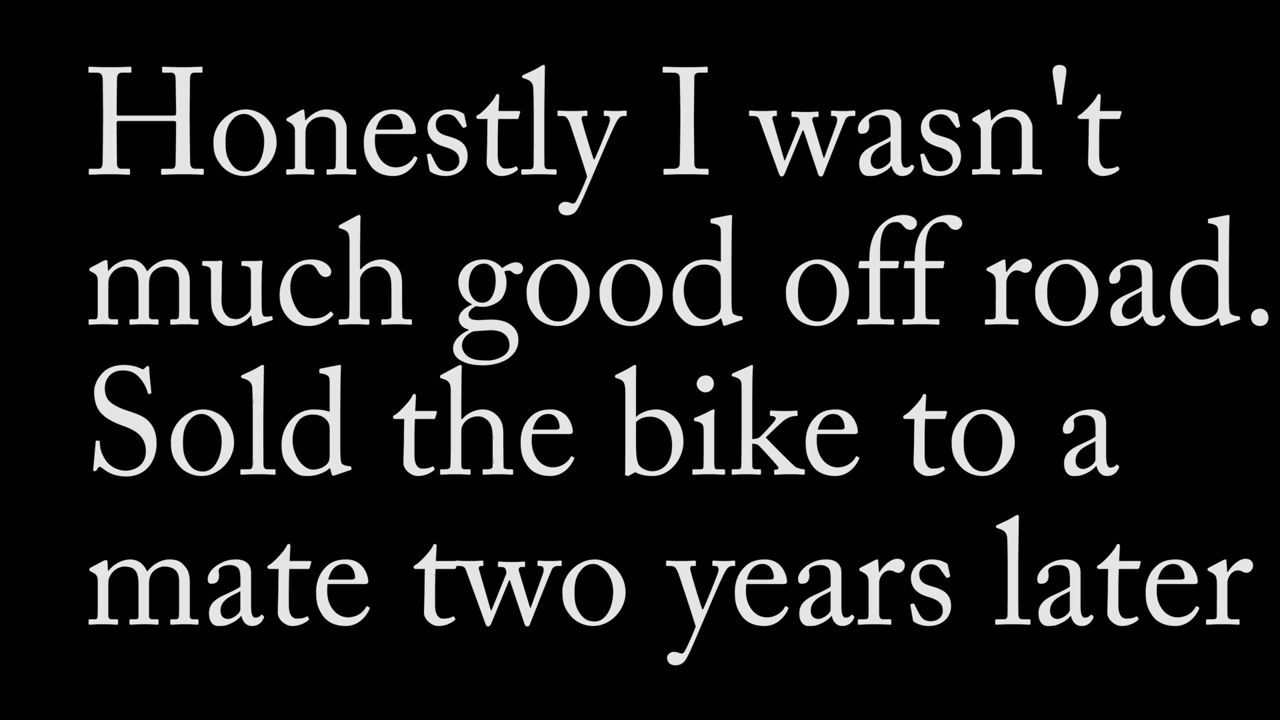 Honestly I wasn't
much good off road.
Sold the bike to a
mate two years later